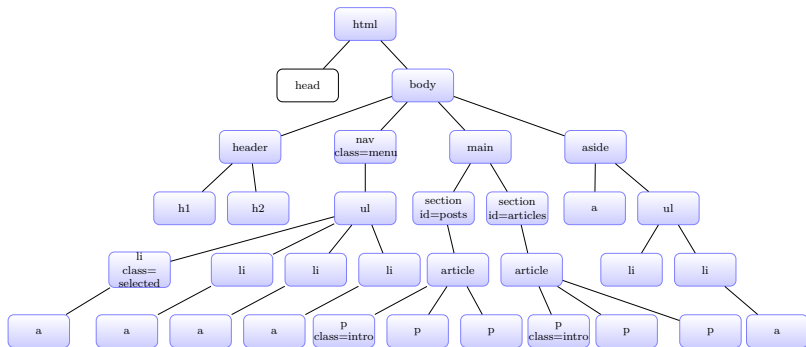 html
head
body
header
nav
class=menu
main
aside
h1
h2
ul
section
id=posts
section
id=articles
a
ul
li
class=
selected
li
li
li
article
article
li
li
a
a
a
a
p
class=intro
p
p
p
class=intro
p
p
a